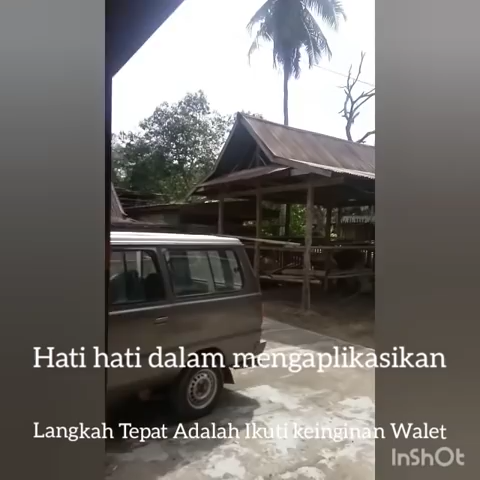 Hati hati dalam mengaplikasikan
Langkah Tepat Adalah Ikuti keinginan Walet
InShOt